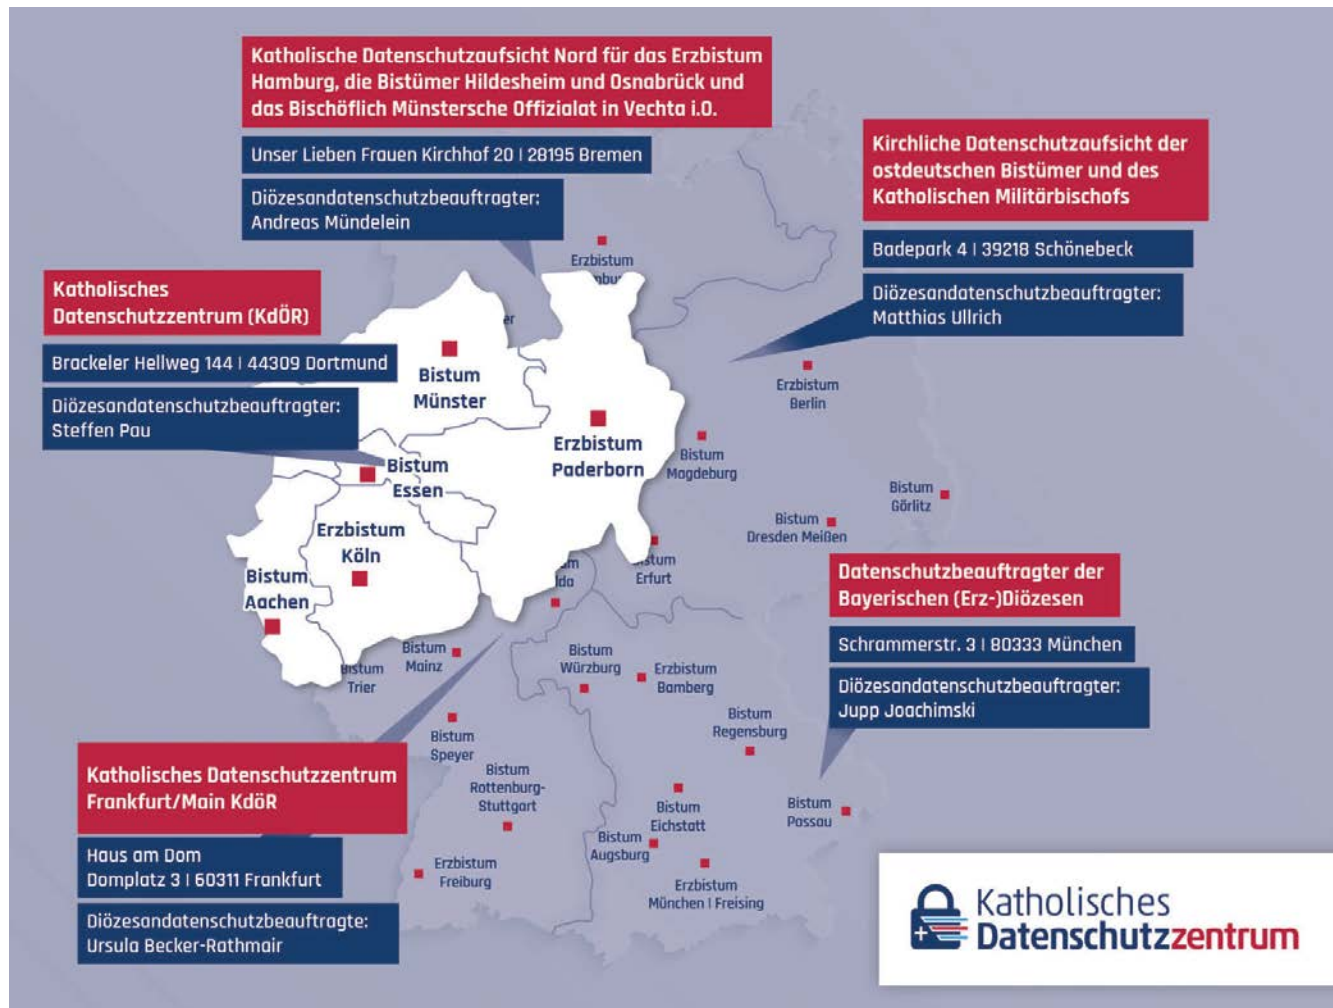 Katholische Datenschutzaufsicht Nord für das Erzbistum
Hamburg, die Bistümer Hildesheim und Osnabrück und
das Bischöflich Münstersche Offizialat in Vechta i.O.
Unser Lieben Frauen Kirchhof 20 | 28195 Bremen
Diözesandatenschutzbeauftragter:
Andreas Mündelein
Kirchliche Datenschutzaufsicht der
ostdeutschen Bistümer und des
Katholischen Militärbischofs
Badepark 4 | 39218 Schönebeck
Diözesandatenschutzbeauftragter:
Matthias Ullrich
Katholisches
Datenschutzzentrum (KdÖR)
Brackeler Hellweg 144 | 44309 Dortmund
Diözesandatenschutzbeauftragter:
Steffen Pau
Erzbistum
Bistum
Münster
Erzbistum
Paderborn
Bistum
Essen
Erzbistum
Köln
Bistum
Aachen
Erzbistum
Berlin
Bistum
Magdeburg
Bistum
Görlitz
Bistum
Dresden Meißen
Erfurt
Bistum
Mainz
Trier
Bistum
Würzburg
Erzbistum
Bamberg
Bistum
Regensburg
Bistum
Speyer
Bistum
Rottenburg-
Stuttgart
Bistum
Eichstatt
Bistum
Augsburg
Bistum
Passau
Erzbistum
Freiburg
Erzbistum
München | Freising
Datenschutzbeauftragter der
Bayerischen (Erz-)Diözesen
Schrammerstr. 3 | 80333 München
Diözesandatenschutzbeauftragter:
Jupp Joachimski
Katholisches Datenschutzzentrum
Frankfurt/Main KdöR
Haus am Dom
Domplatz 3 | 60311 Frankfurt
Diözesandatenschutzbeauftragte:
Ursula Becker-Rathmair
Katholisches
Datenschutzzentrum